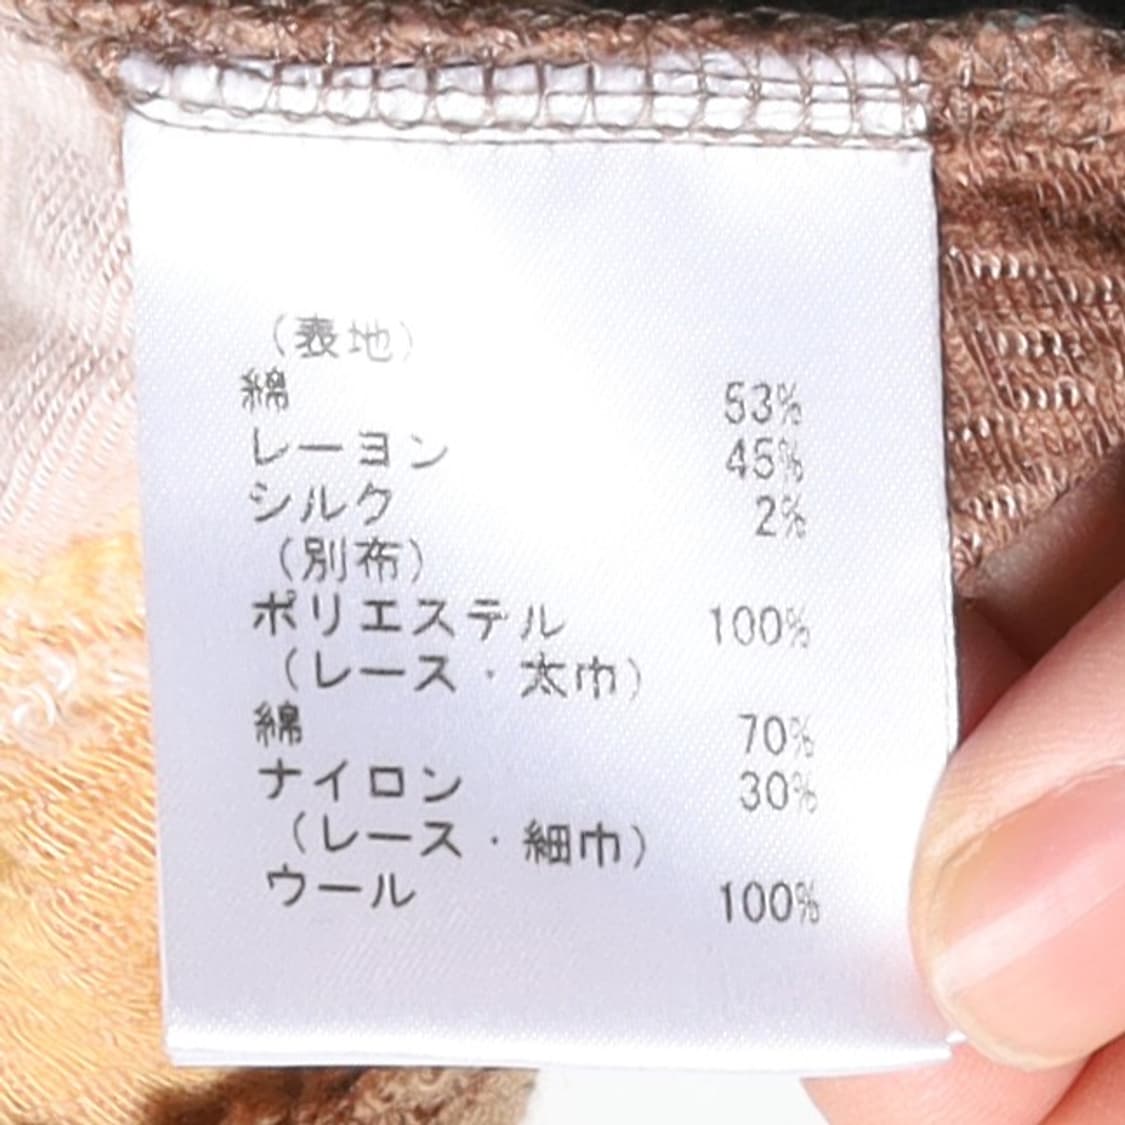 （表地）
綿 53%
レーヨン 45%
シルク 2%
（別布）
ポリエステル 100%
（レース・太巾）
綿 70%
ナイロン 30%
（レース・細巾）
ウール 100%